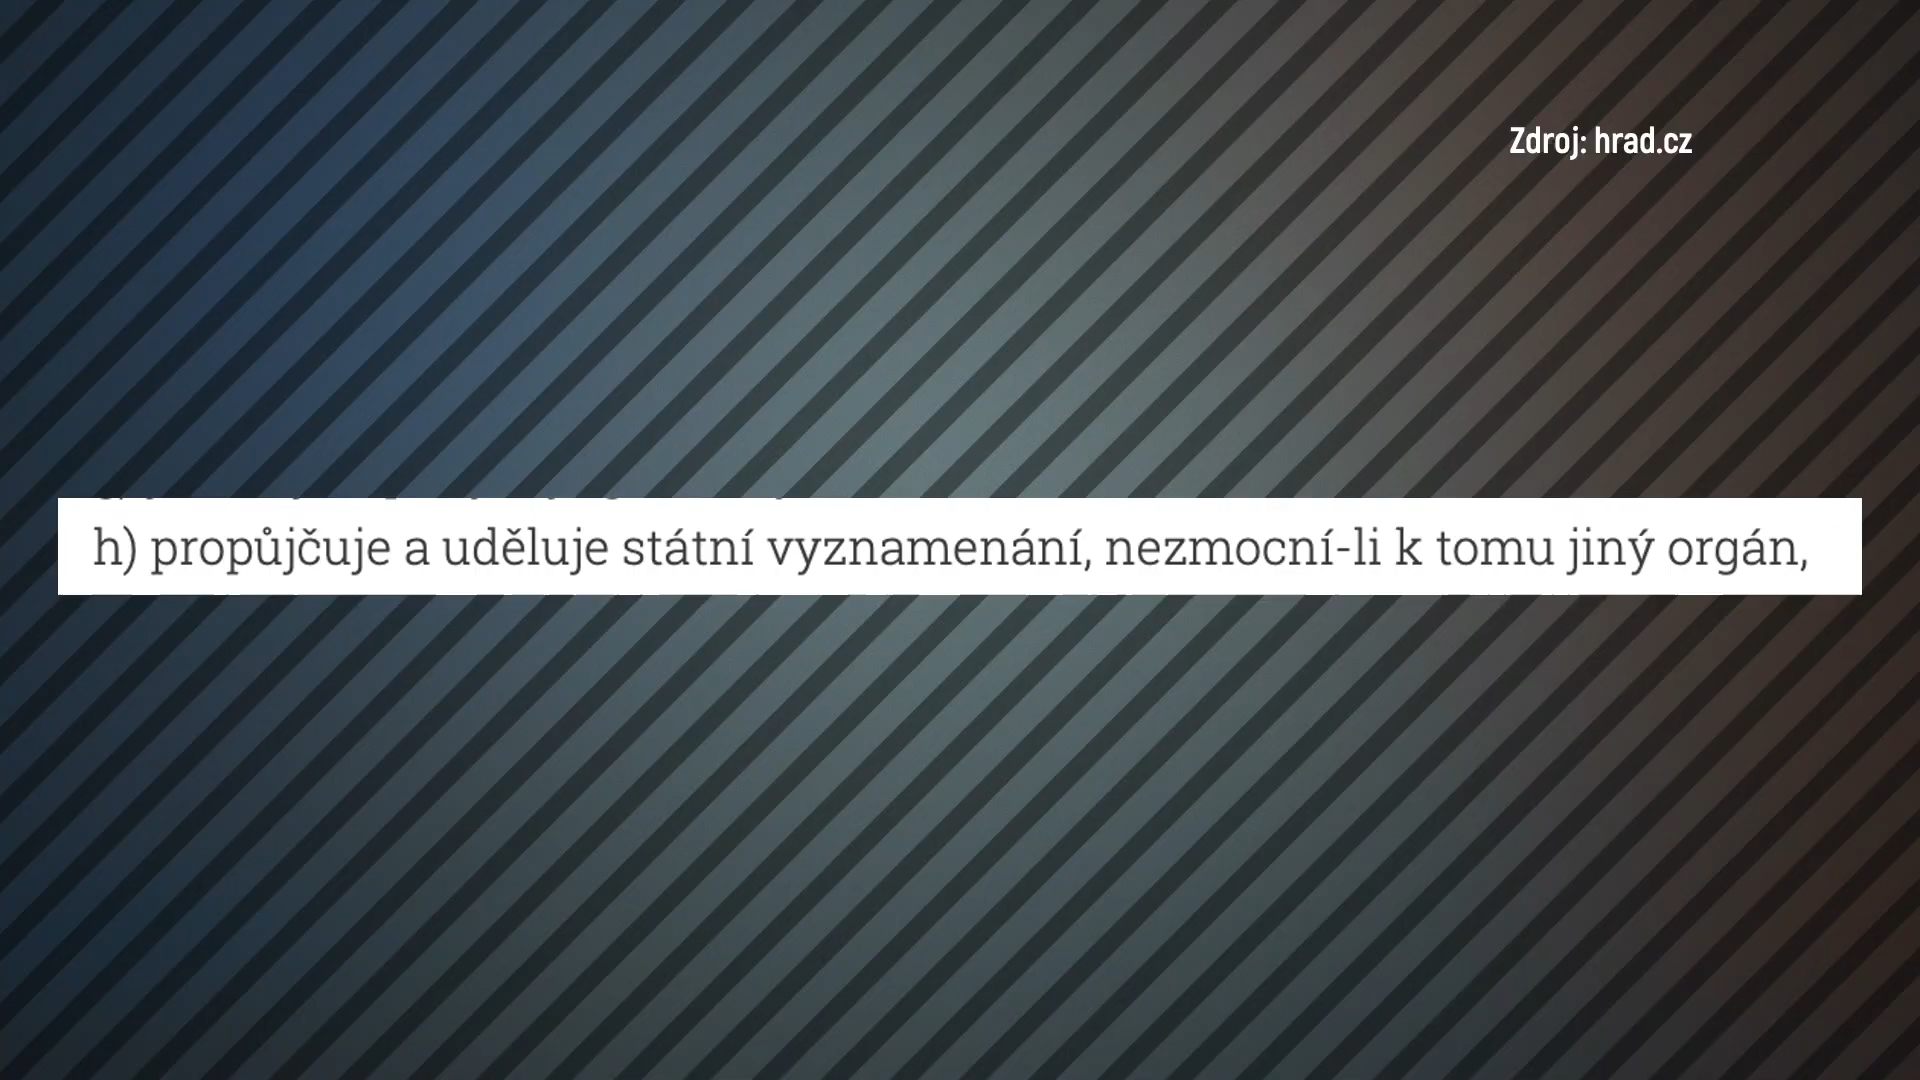 Zdroj: hrad.cz
h) propůjčuje a uděluje státní vyznamenání, nezmocní-li k tomu jiný orgán,